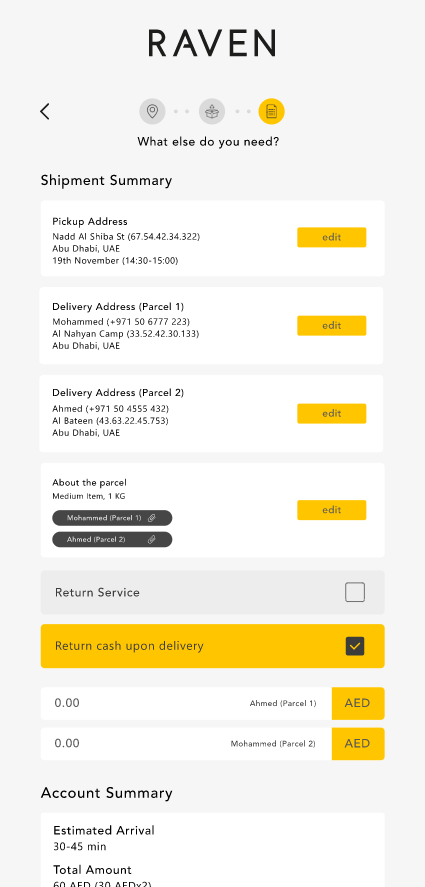 RAVEN
What else do you need?
Shipment Summary
Pickup Address
Nadd Al Shiba St (67.54.42.34.322)
Abu Dhabi, UAE
19th November (14:30-15:00)
edit
Delivery Address (Parcel 1)
Mohammed (+971 50 6777 223)
Al Nahyan Camp (33.52.42.30.133)
Abu Dhabi, UAE
edit
Delivery Address (Parcel 2)
Ahmed (+971 50 4555 432)
Al Bateen (43.63.22.45.753)
Abu Dhabi, UAE
edit
About the parcel
Medium Item, 1 KG
Mohammed (Parcel 1)
Ahmed (Parcel 2)
edit
Return Service
Return cash upon delivery
0.00 Ahmed (Parcel 1) AED
0.00 Mohammed (Parcel 2) AED
Account Summary
Estimated Arrival
30-45 min
Total Amount
60 AED (30 AEDx2)